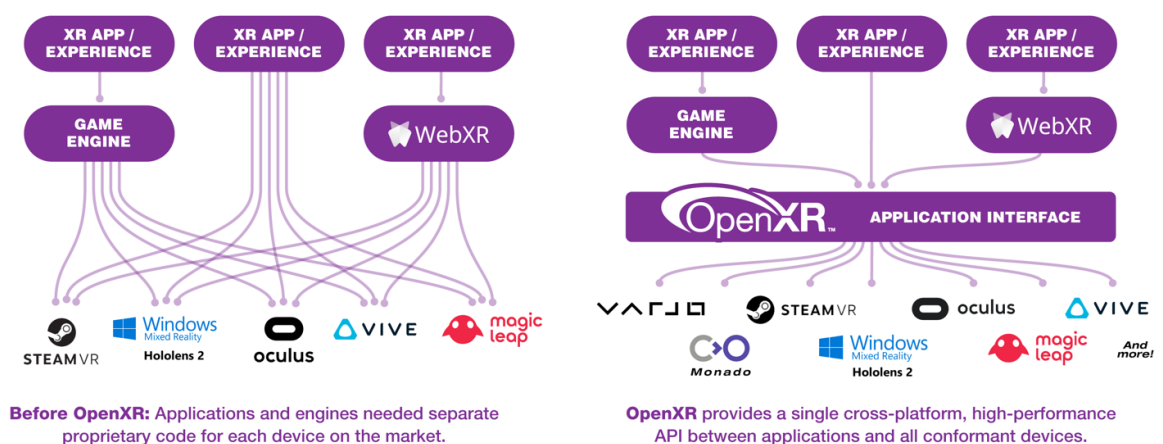 XR APP /
EXPERIENCE
XR APP /
EXPERIENCE
XR APP /
EXPERIENCE
GAME
ENGINE
WebXR
STEAMVR
Windows
Mixed Reality
Hololens 2
oculus
VIVE
magic
leap
Before OpenXR: Applications and engines needed separate
proprietary code for each device on the market.
XR APP /
EXPERIENCE
XR APP /
EXPERIENCE
XR APP /
EXPERIENCE
GAME
ENGINE
WebXR
OpenXR™ APPLICATION INTERFACE
VARJO
STEAMVR
oculus
VIVE
Monado
Windows
Mixed Reality
Hololens 2
magic
leap
And
more!
OpenXR provides a single cross-platform, high-performance
API between applications and all conformant devices.